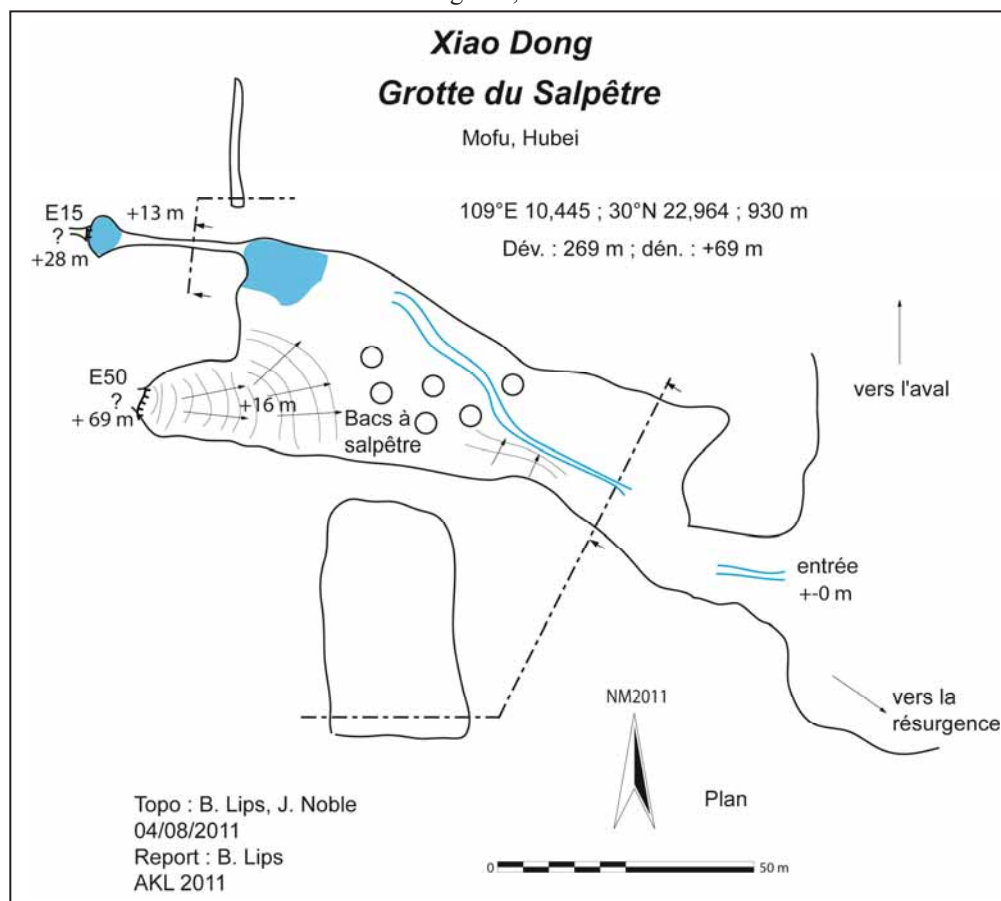 Xiao Dong
Grotte du Salpêtre
Mofu, Hubei
109°E 10,445 ; 30°N 22,964 ; 930 m
Dév. : 269 m ; dén. : +69 m
E15
?
+28 m
+13 m
E50
?
+ 69 m
+16 m
Bacs à
salpêtre
vers l'aval
entrée
+-0 m
vers la
résurgence
NM2011
Plan
Topo : B. Lips, J. Noble
04/08/2011
Report : B. Lips
AKL 2011
0
50 m